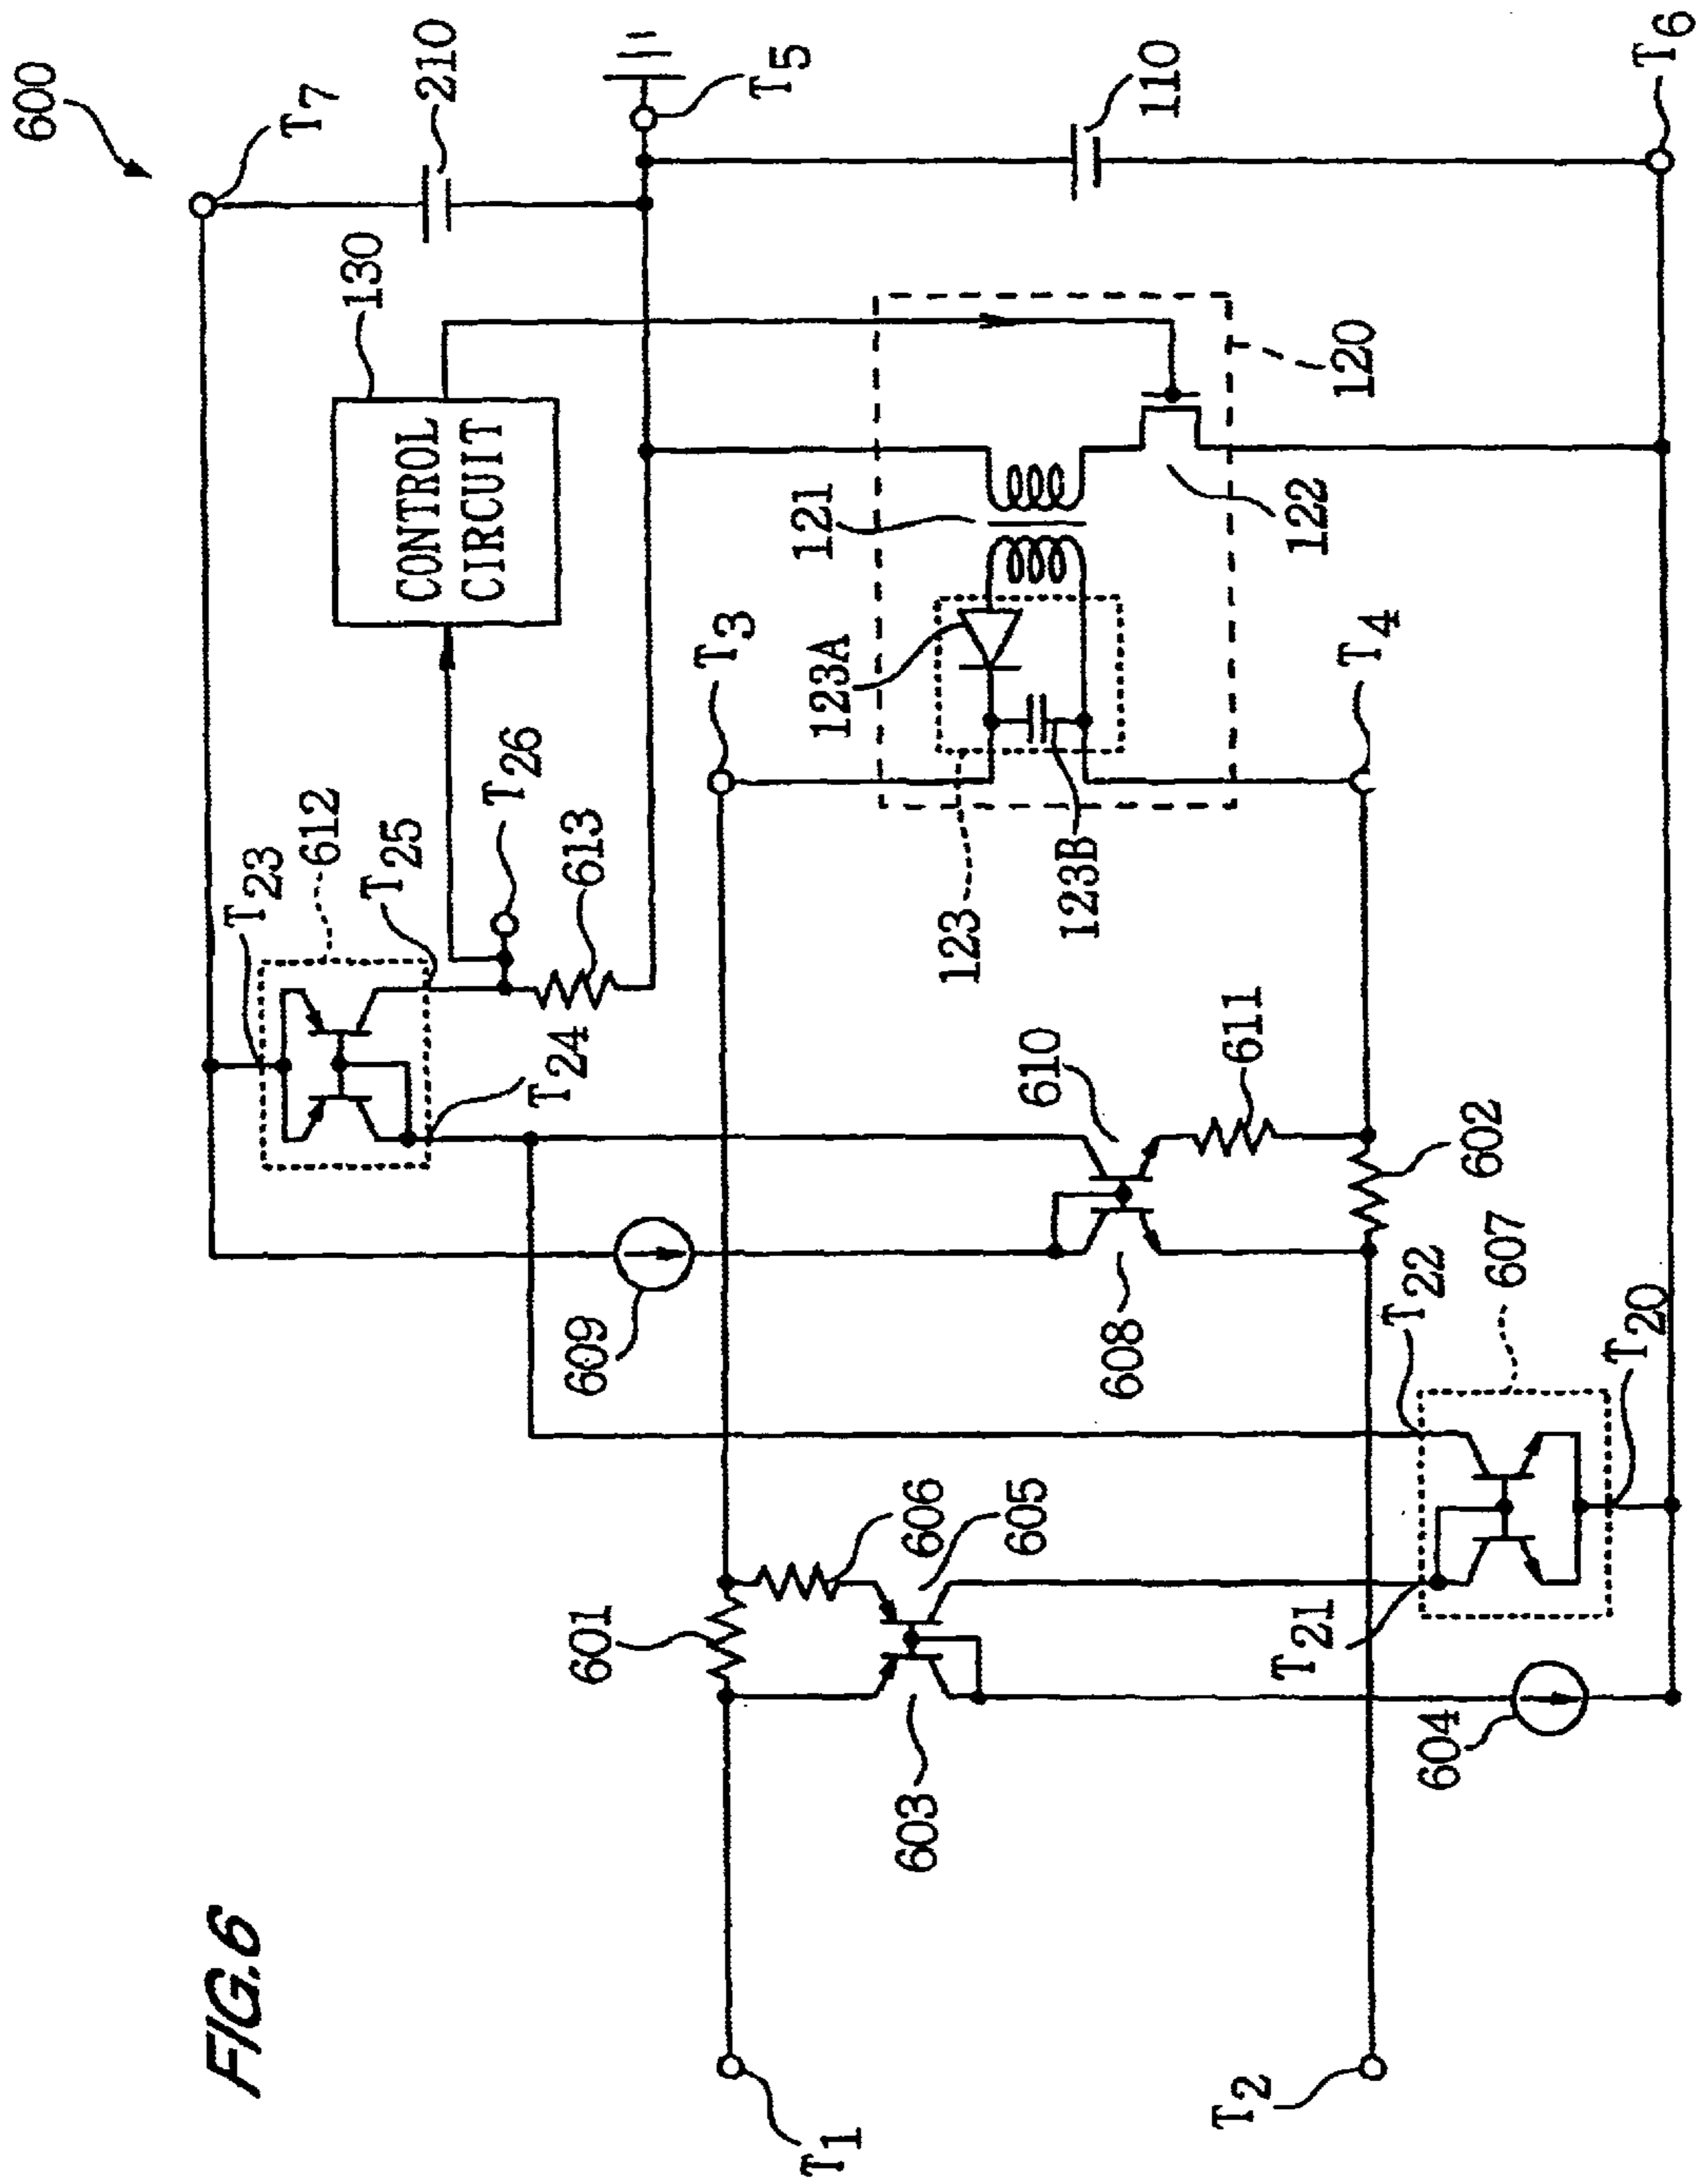 FIG.6
600
T7
210
T5
110
T6
130
CONTROL
CIRCUIT
120
121
122
T3
123A
T4
T26
613
123B
123
612
T25
T23
T24
610
611
602
609
608
T22
607
T20
606
605
601
T21
603
604
T1
T2